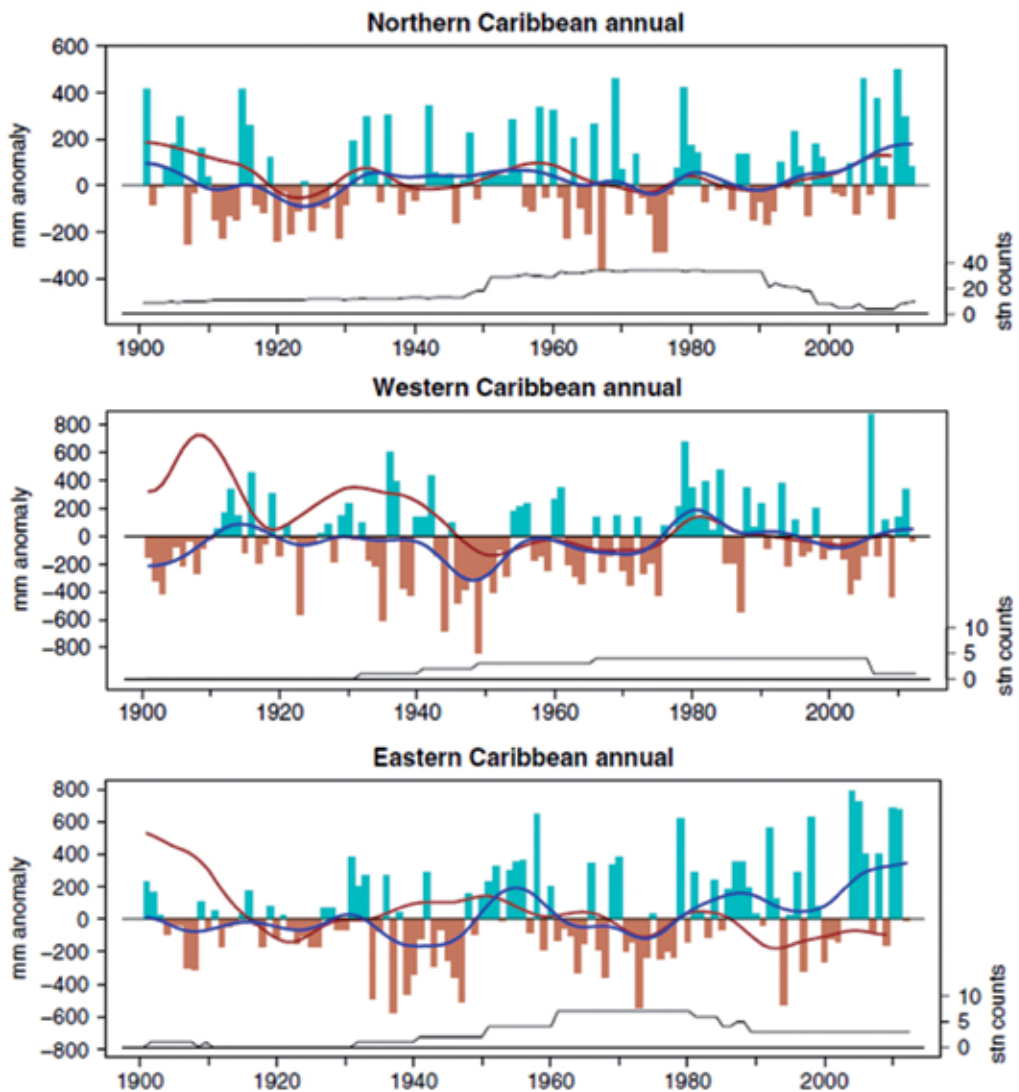 Northern Caribbean annual
600
400
200
0
−200
−400
mm anomaly
40
20
0
stn counts
1900 1920 1940 1960 1980 2000
Western Caribbean annual
800
600
400
200
0
−200
−400
−600
−800
mm anomaly
10
5
0
stn counts
1900 1920 1940 1960 1980 2000
Eastern Caribbean annual
800
600
400
200
0
−200
−400
−600
−800
mm anomaly
10
5
0
stn counts
1900 1920 1940 1960 1980 2000